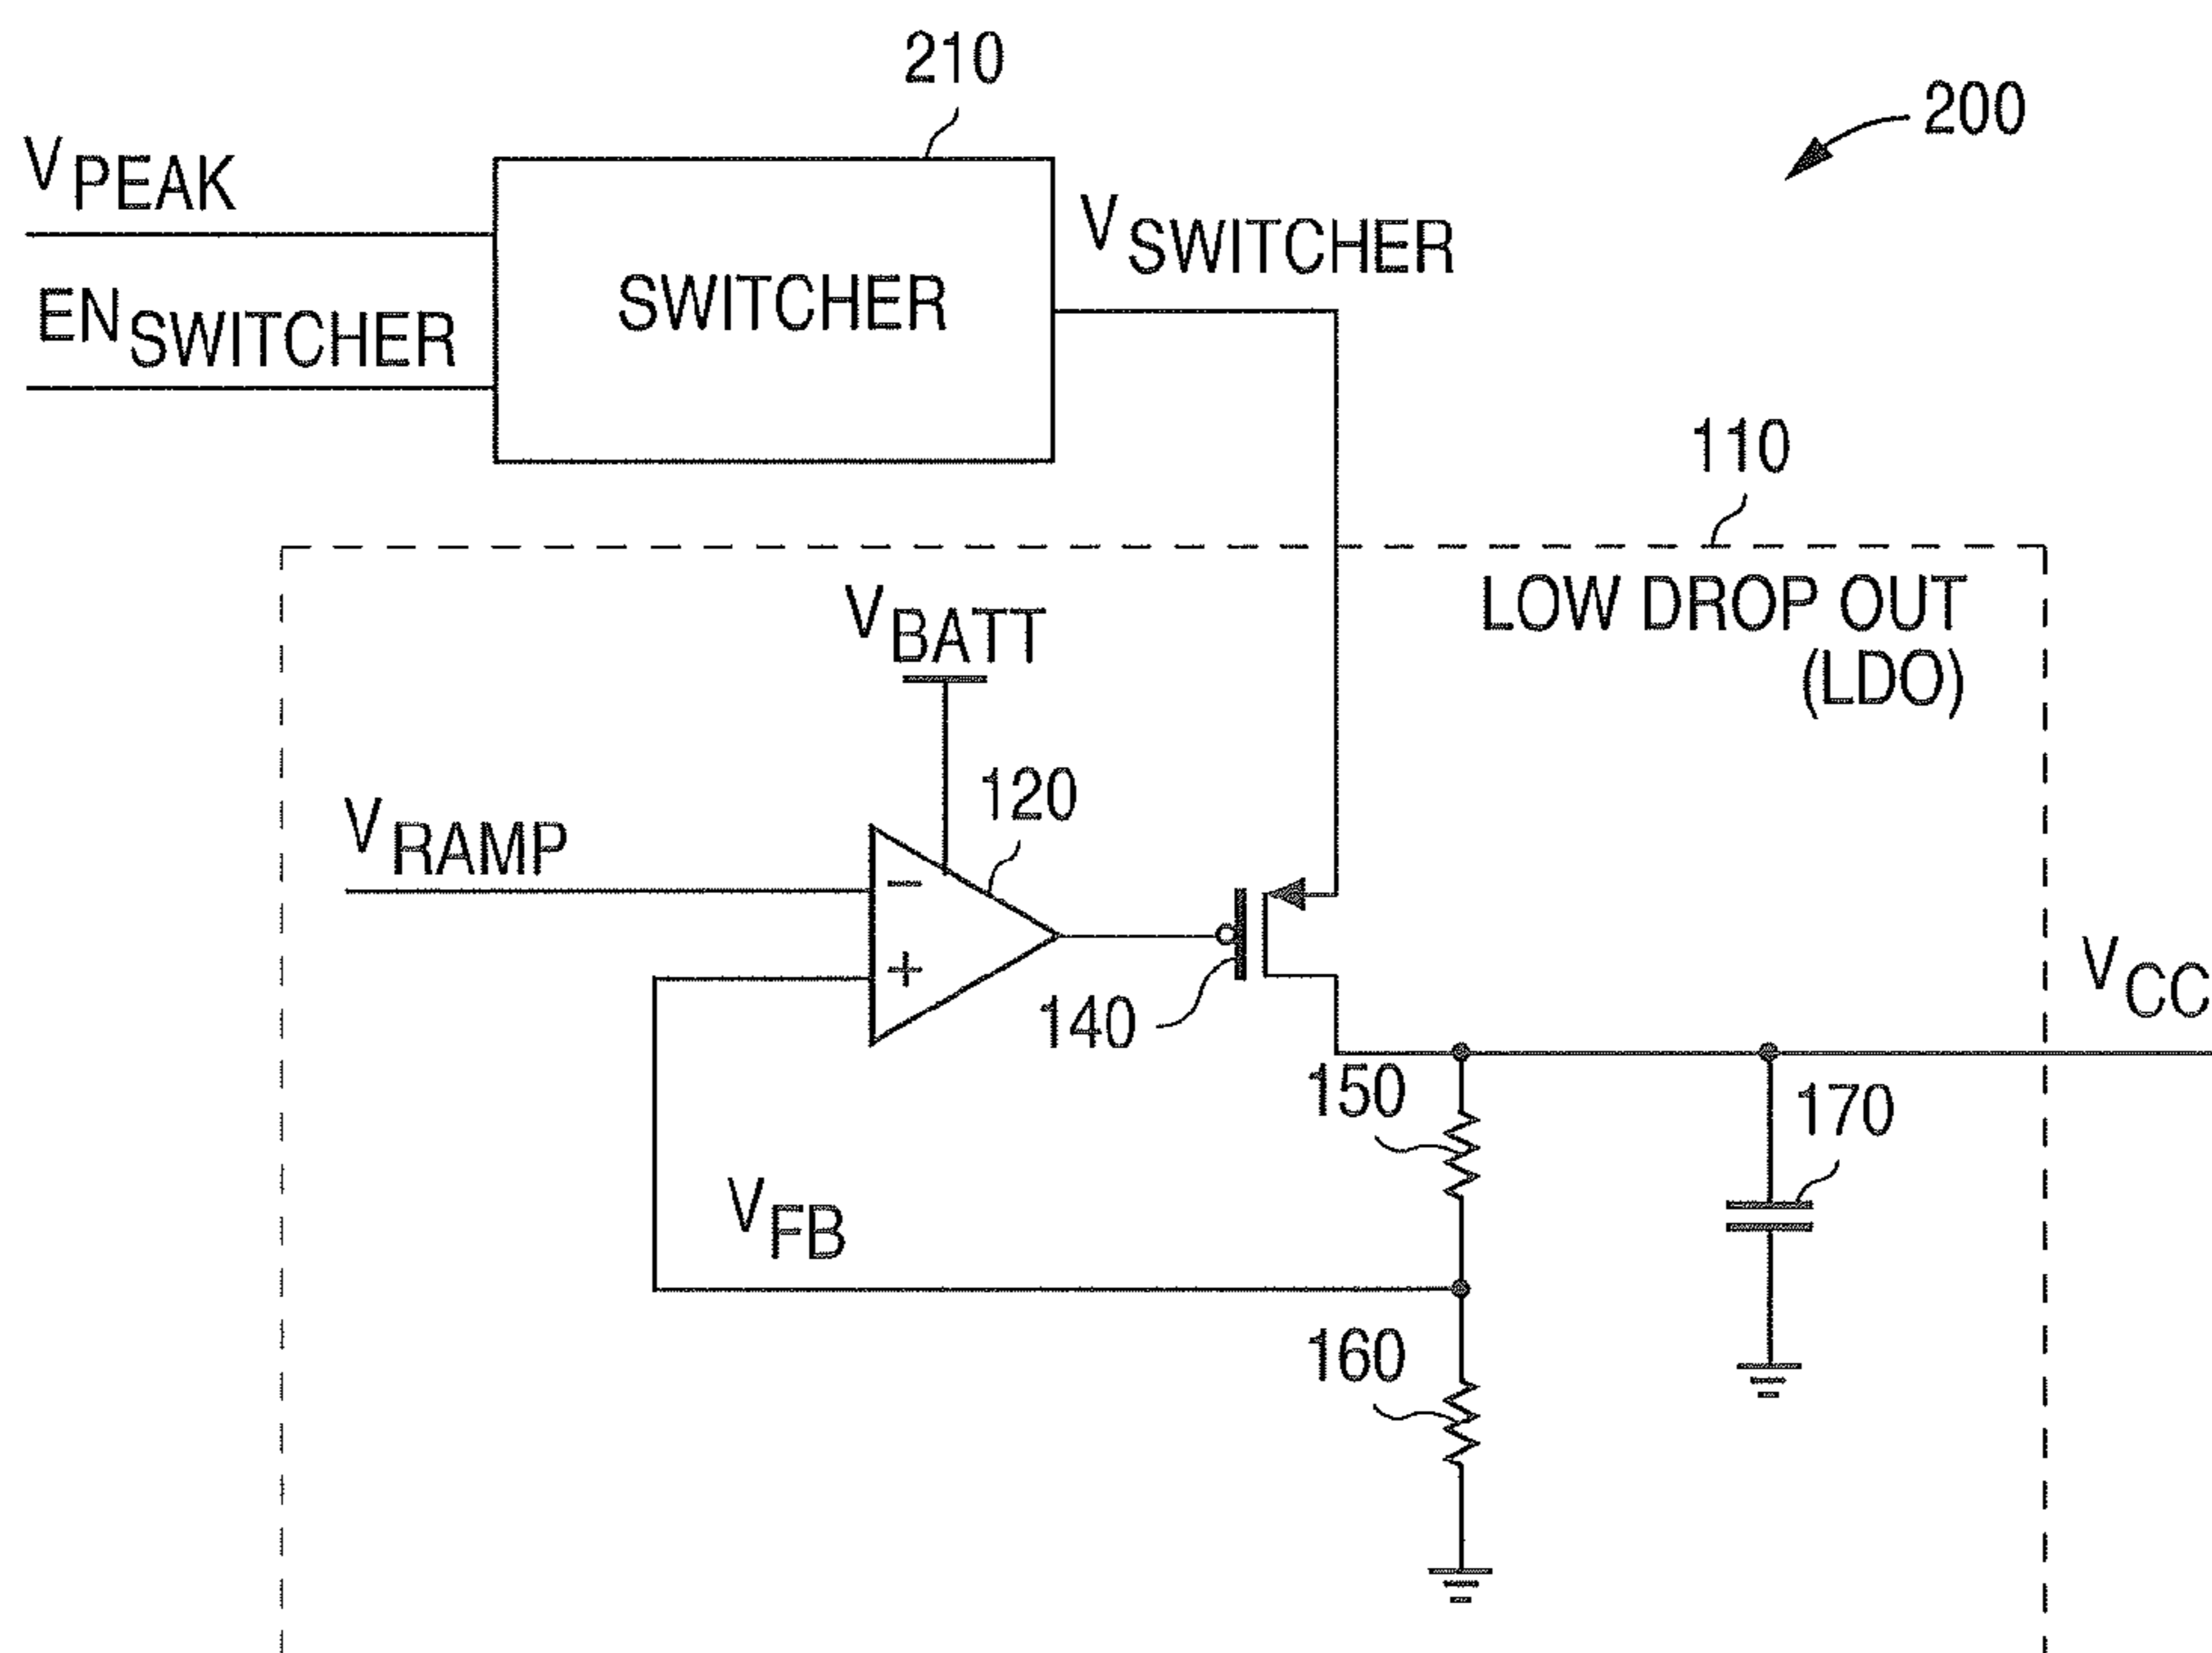 210
200
VPEAK
ENSWITCHER
SWITCHER
VSWITCHER
110
LOW DROP OUT
(LDO)
VBATT
120
VRAMP
−
+
140
VCC
150
170
VFB
160